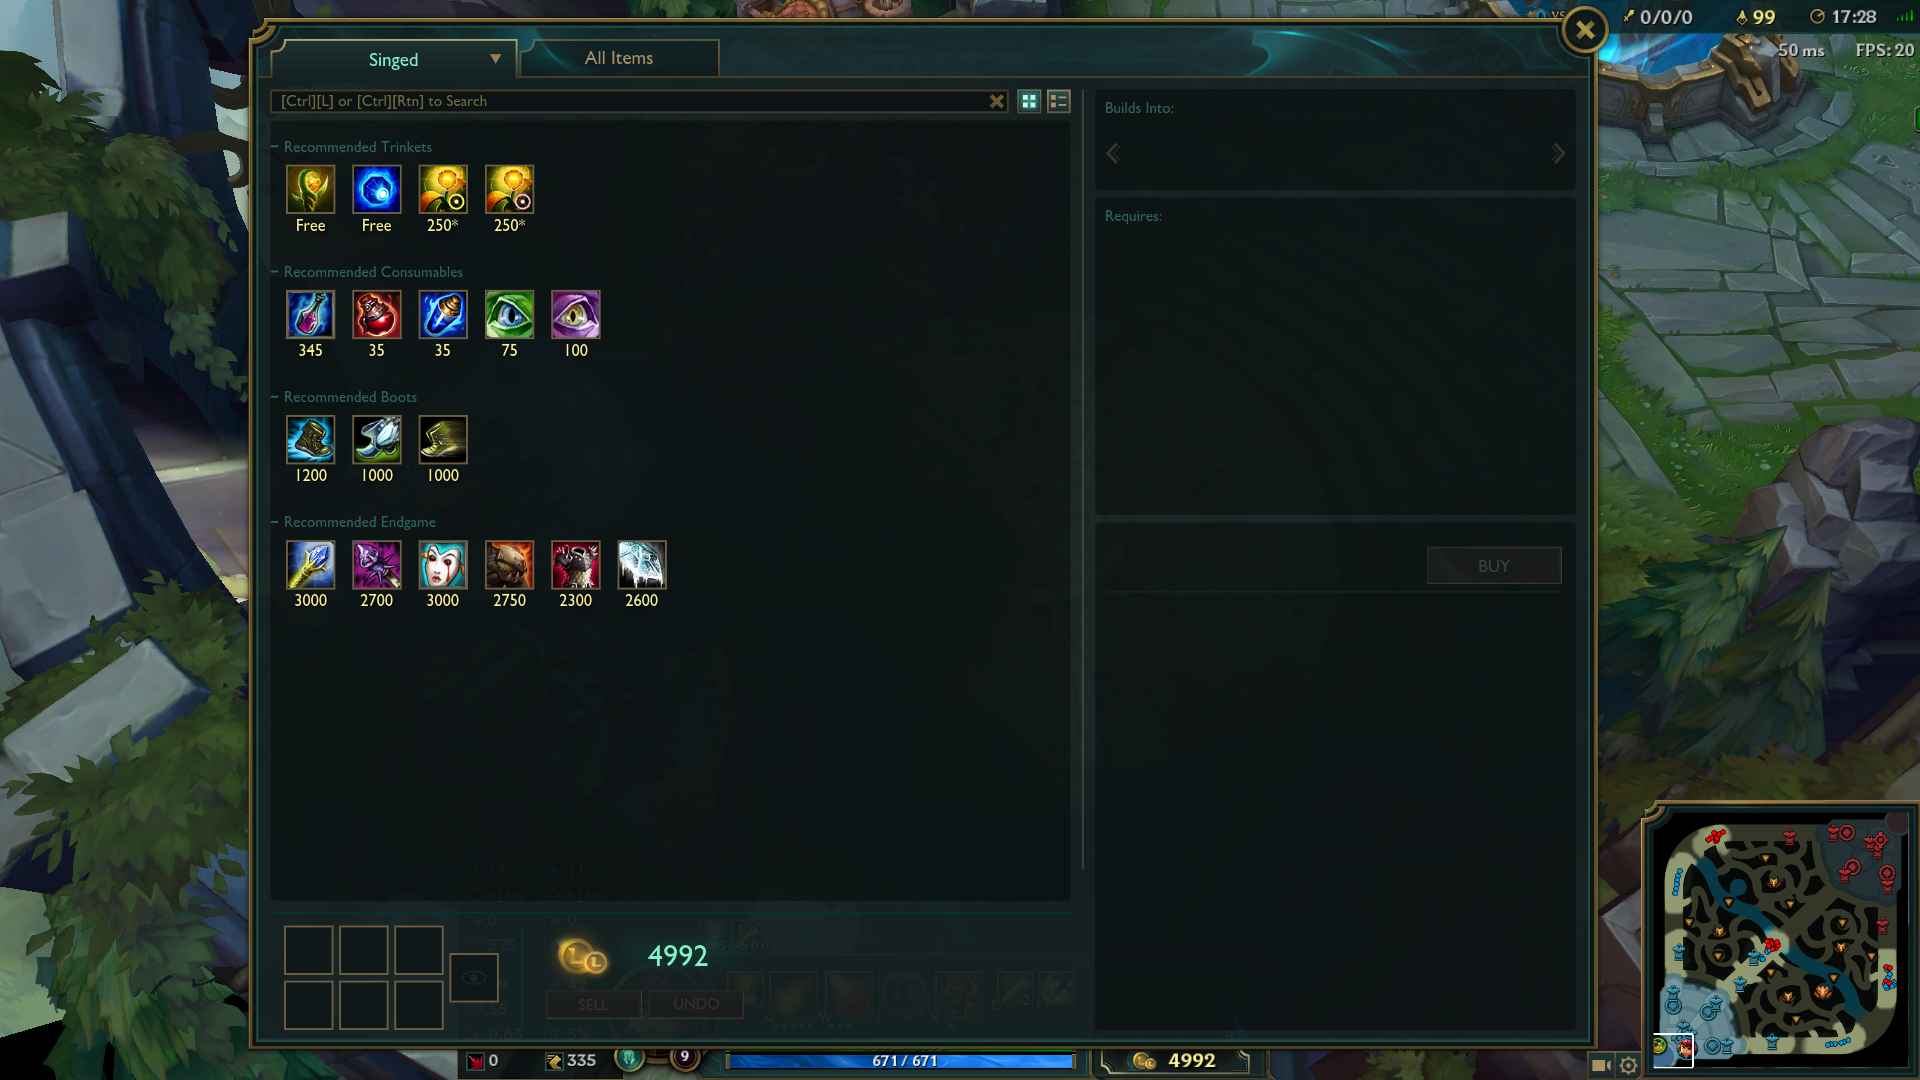 0/0/0
99
17:28
50 ms
FPS: 20
Singed
All Items
[Ctrl][L] or [Ctrl][Rtn] to Search
Builds Into:
Recommended Trinkets
Free
Free
250*
250*
Requires:
Recommended Consumables
345
35
35
75
100
Recommended Boots
1200
1000
1000
Recommended Endgame
3000
2700
3000
2750
2300
2600
BUY
4992
SELL
UNDO
0
335
9
671 / 671
4992